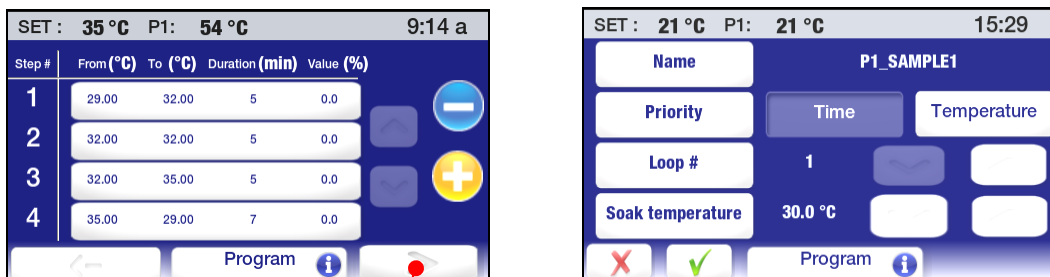 SET : 35 °C P1: 54 °C 9:14 a
Step # From (°C) To (°C) Duration (min) Value (%)
1 29.00 32.00 5 0.0
2 32.00 32.00 5 0.0
3 32.00 35.00 5 0.0
4 35.00 29.00 7 0.0
Program i
SET : 21 °C P1: 21 °C 15:29
Name P1_SAMPLE1
Priority Time Temperature
Loop # 1
Soak temperature 30.0 °C
Program i